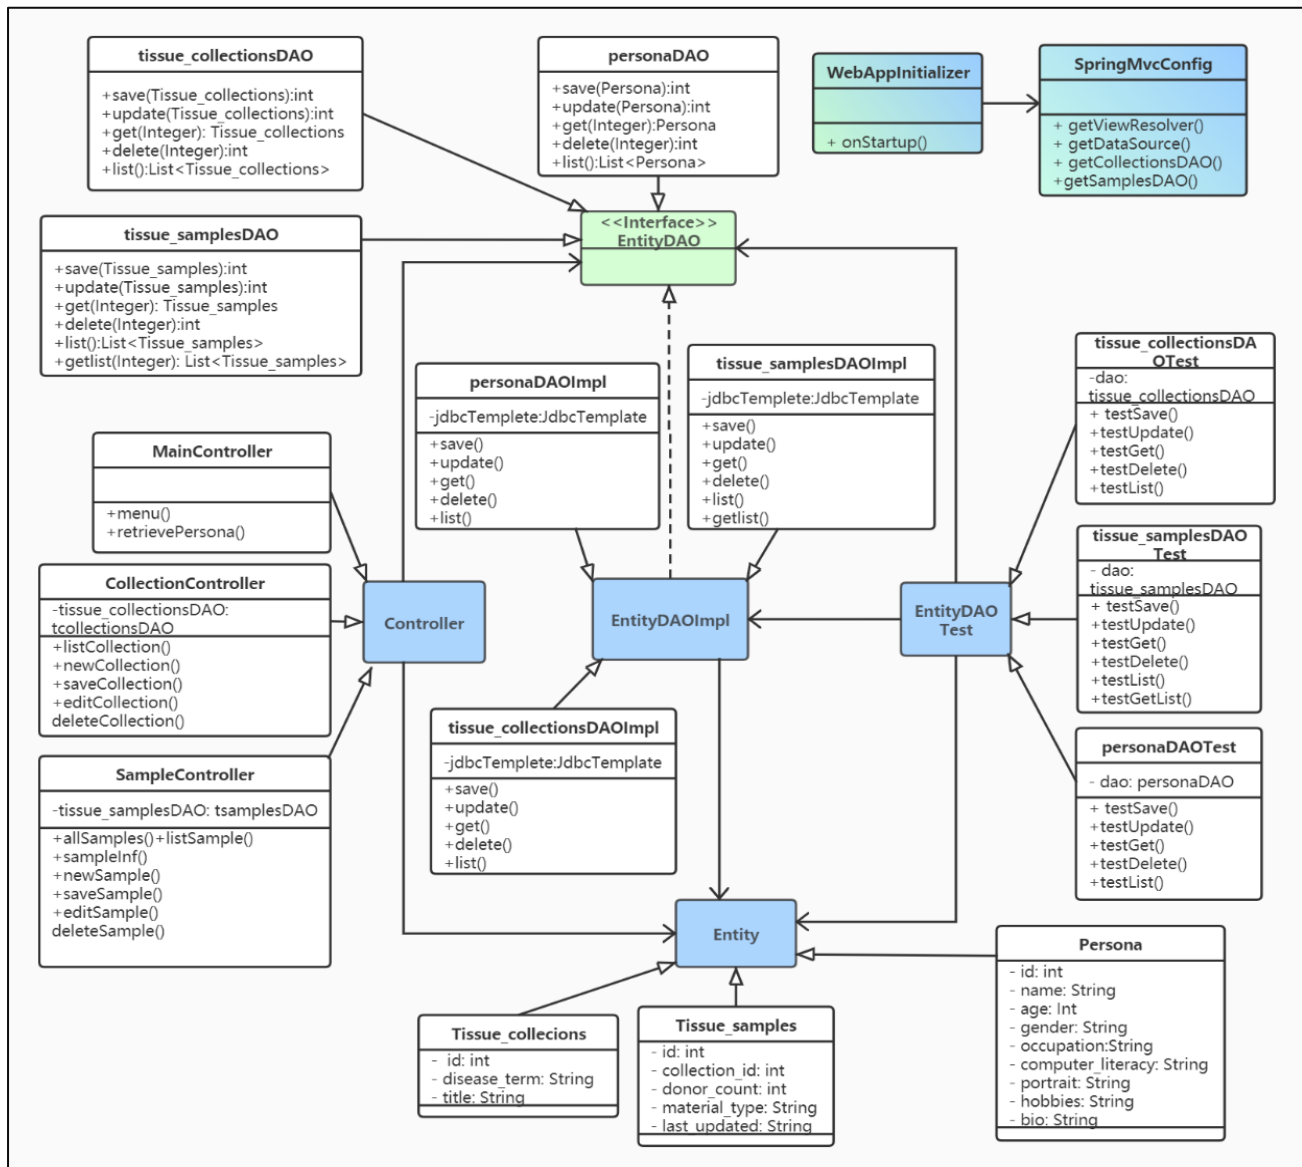 tissue_collectionsDAO
+save(Tissue_collections):int
+update(Tissue_collections):int
+get(Integer): Tissue_collections
+delete(Integer):int
+list():List<Tissue_collections>
personaDAO
+save(Persona):int
+update(Persona):int
+get(Integer):Persona
+delete(Integer):int
+list():List<Persona>
WebAppInitializer
+ onStartup()
SpringMvcConfig
+ getViewResolver()
+ getDataSource()
+ getCollectionsDAO()
+getSamplesDAO()
tissue_samplesDAO
+save(Tissue_samples):int
+update(Tissue_samples):int
+get(Integer): Tissue_samples
+delete(Integer):int
+list():List<Tissue_samples>
+getlist(Integer): List<Tissue_samples>
<<Interface>>
EntityDAO
personaDAOImpl
-jdbcTemplete:JdbcTemplate
+save()
+update()
+get()
+delete()
+list()
tissue_samplesDAOImpl
-jdbcTemplete:JdbcTemplate
+save()
+update()
+get()
+delete()
+list()
+getlist()
tissue_collectionsDA
OTest
-dao:
tissue_collectionsDAO
+ testSave()
+testUpdate()
+testGet()
+testDelete()
+testList()
MainController
+menu()
+retrievePersona()
CollectionController
-tissue_collectionsDAO:
tcollectionsDAO
+listCollection()
+newCollection()
+saveCollection()
+editCollection()
deleteCollection()
Controller
EntityDAOImpl
EntityDAO
Test
tissue_samplesDAO
Test
- dao:
tissue_samplesDAO
+ testSave()
+testUpdate()
+testGet()
+testDelete()
+testList()
+testGetList()
SampleController
-tissue_samplesDAO: tsamplesDAO
+allSamples()+listSample()
+sampleInf()
+newSample()
+saveSample()
+editSample()
deleteSample()
tissue_collectionsDAOImpl
-jdbcTemplete:JdbcTemplate
+save()
+update()
+get()
+delete()
+list()
personaDAOTest
- dao: personaDAO
+ testSave()
+testUpdate()
+testGet()
+testDelete()
+testList()
Entity
Tissue_collecions
- id: int
- disease_term: String
- title: String
Tissue_samples
- id: int
- collection_id: int
- donor_count: int
- material_type: String
- last_updated: String
Persona
- id: int
- name: String
- age: Int
- gender: String
- occupation:String
- computer_literacy: String
- portrait: String
- hobbies: String
- bio: String